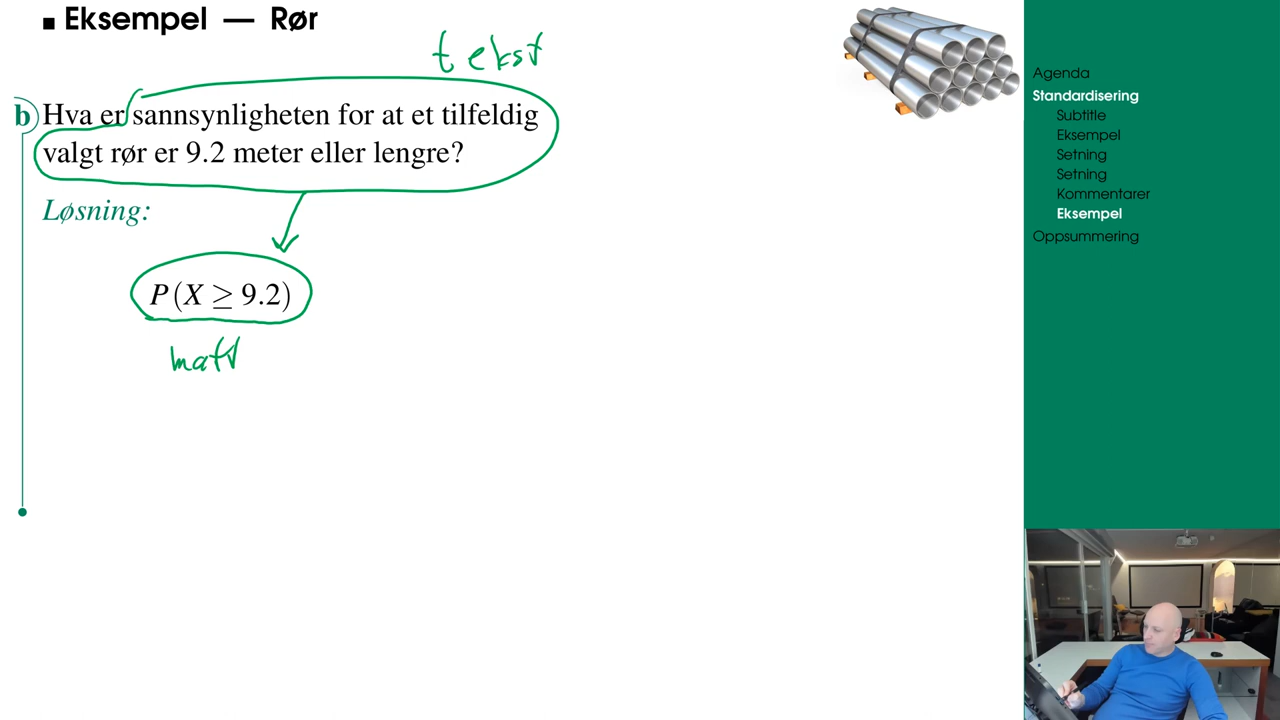 Eksempel — Rør
tekst
b Hva er sannsynligheten for at et tilfeldig
valgt rør er 9.2 meter eller lengre?
Løsning:
P(X ≥ 9.2)
Agenda
Standardisering
Subtitle
Eksempel
Setning
Setning
Kommentarer
Eksempel
Oppsummering